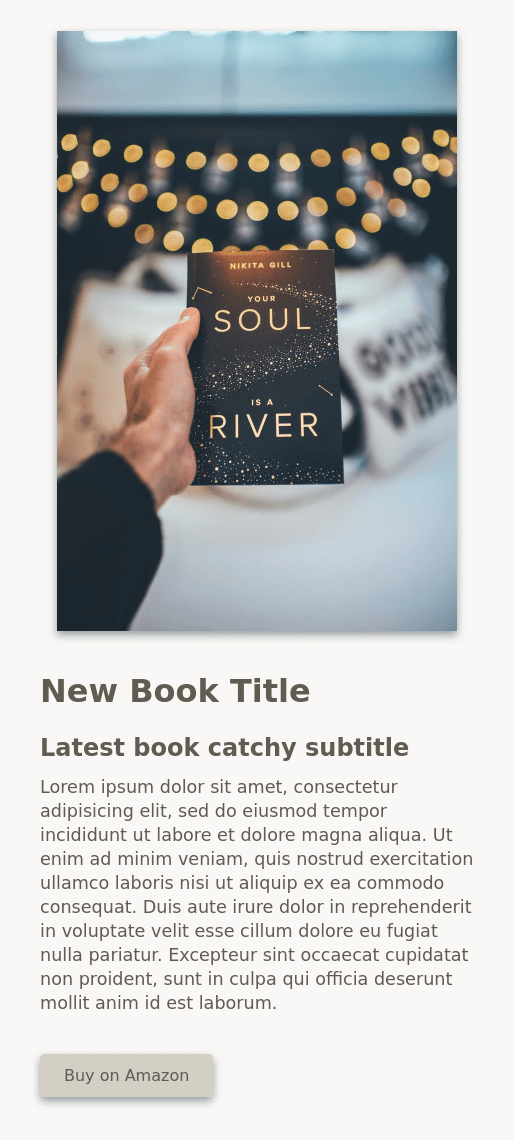 NIKITA GILL
YOUR
SOUL
IS A
RIVER
New Book Title
Latest book catchy subtitle
Lorem ipsum dolor sit amet, consectetur
adipisicing elit, sed do eiusmod tempor
incididunt ut labore et dolore magna aliqua. Ut
enim ad minim veniam, quis nostrud exercitation
ullamco laboris nisi ut aliquip ex ea commodo
consequat. Duis aute irure dolor in reprehenderit
in voluptate velit esse cillum dolore eu fugiat
nulla pariatur. Excepteur sint occaecat cupidatat
non proident, sunt in culpa qui officia deserunt
mollit anim id est laborum.
Buy on Amazon